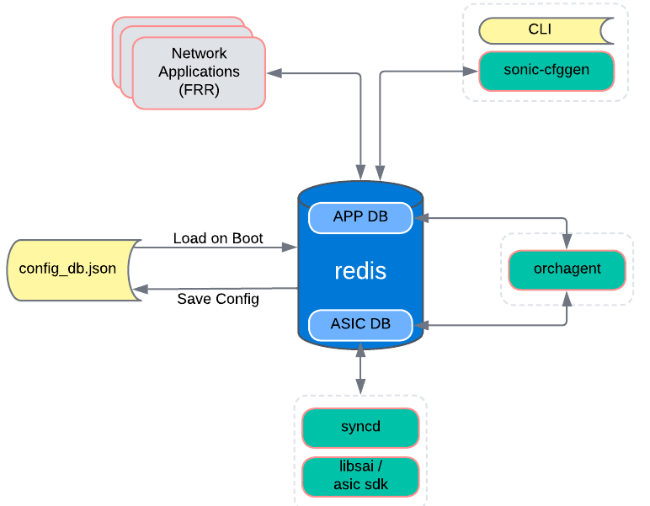 Network
Applications
(FRR)
CLI
sonic-cfggen
APP DB
redis
ASIC DB
Load on Boot
config_db.json
Save Config
orchagent
syncd
libsai /
asic sdk